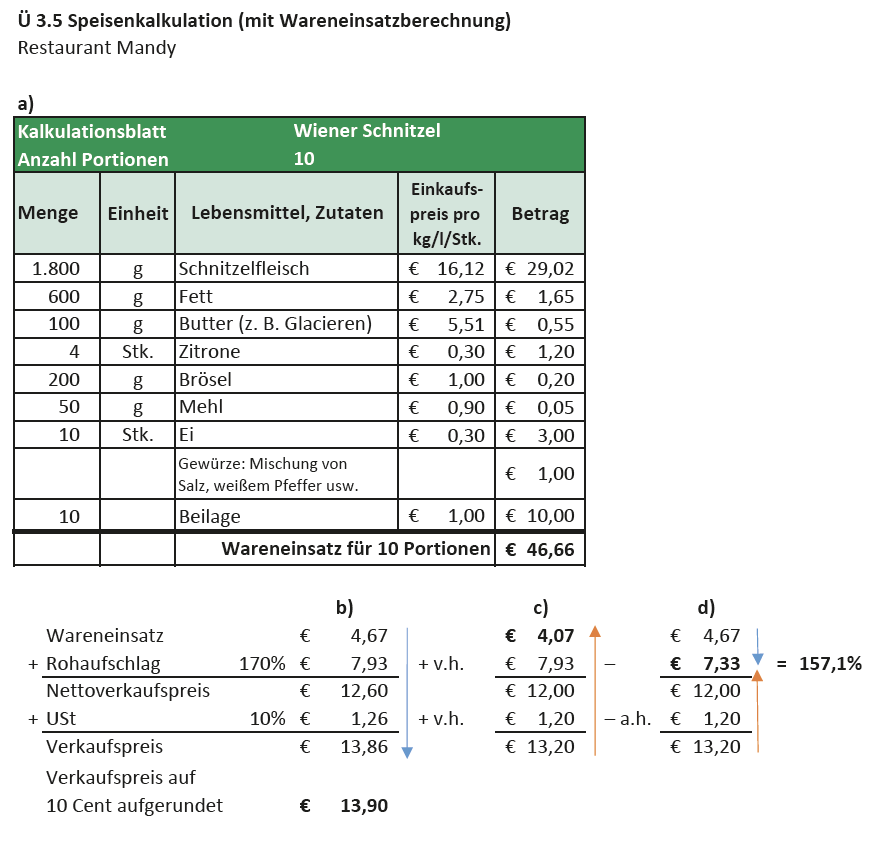 Ü 3.5 Speisenkalkulation (mit Wareneinsatzberechnung)
Restaurant Mandy
a)
Kalkulationsblatt Wiener Schnitzel
Anzahl Portionen 10
Menge Einheit Lebensmittel, Zutaten Einkaufs-preis pro kg/l/Stk. Betrag
1.800 g Schnitzelfleisch € 16,12 € 29,02
600 g Fett € 2,75 € 1,65
100 g Butter (z. B. Glacieren) € 5,51 € 0,55
4 Stk. Zitrone € 0,30 € 1,20
200 g Brösel € 1,00 € 0,20
50 g Mehl € 0,90 € 0,05
10 Stk. Ei € 0,30 € 3,00
Gewürze: Mischung von
Salz, weißem Pfeffer usw. € 1,00
10 Beilage € 1,00 € 10,00
Wareneinsatz für 10 Portionen € 46,66
b) c) d)
Wareneinsatz € 4,67 € 4,07 € 4,67
+ Rohaufschlag 170% € 7,93 + v.h. € 7,93 – € 7,33 = 157,1%
Nettoverkaufspreis € 12,60 € 12,00 € 12,00
+ USt 10% € 1,26 + v.h. € 1,20 – a.h. € 1,20
Verkaufspreis € 13,86 € 13,20 € 13,20
Verkaufspreis auf
10 Cent aufgerundet € 13,90